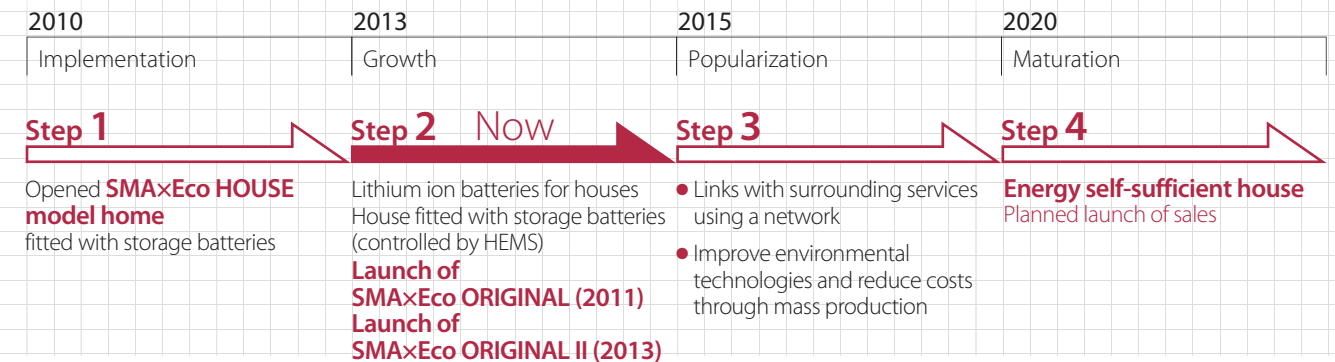 2010
Implementation
2013
Growth
2015
Popularization
2020
Maturation
Step 1
Opened SMA×Eco HOUSE
model home
fitted with storage batteries
Step 2 Now
Lithium ion batteries for houses
House fitted with storage batteries
(controlled by HEMS)
Launch of
SMA×Eco ORIGINAL (2011)
Launch of
SMA×Eco ORIGINAL II (2013)
Step 3
● Links with surrounding services
using a network
● Improve environmental
technologies and reduce costs
through mass production
Step 4
Energy self-sufficient house
Planned launch of sales